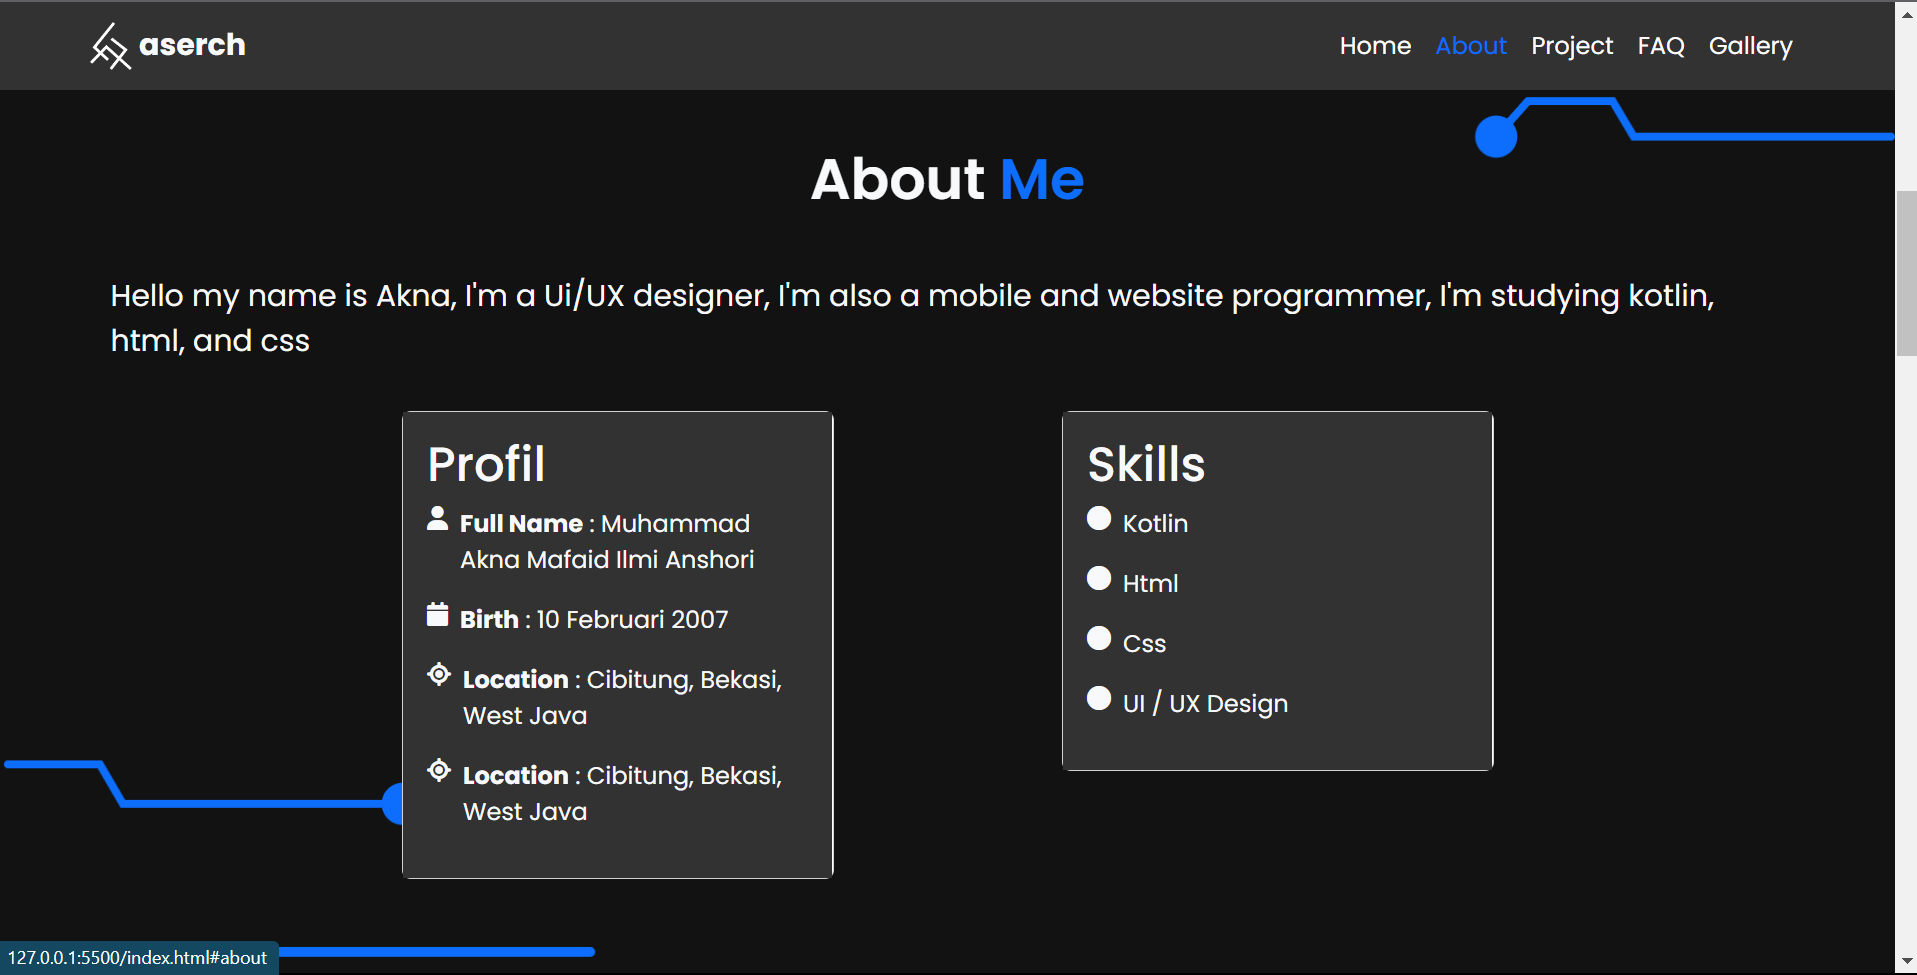 aserch
Home About Project FAQ Gallery
About Me
Hello my name is Akna, I'm a Ui/UX designer, I'm also a mobile and website programmer, I'm studying kotlin,
html, and css
Profil
Full Name : Muhammad
Akna Mafaid Ilmi Anshori
Birth : 10 Februari 2007
Location : Cibitung, Bekasi,
West Java
Location : Cibitung, Bekasi,
West Java
Skills
Kotlin
Html
Css
UI / UX Design
127.0.0.1:5500/index.html#about